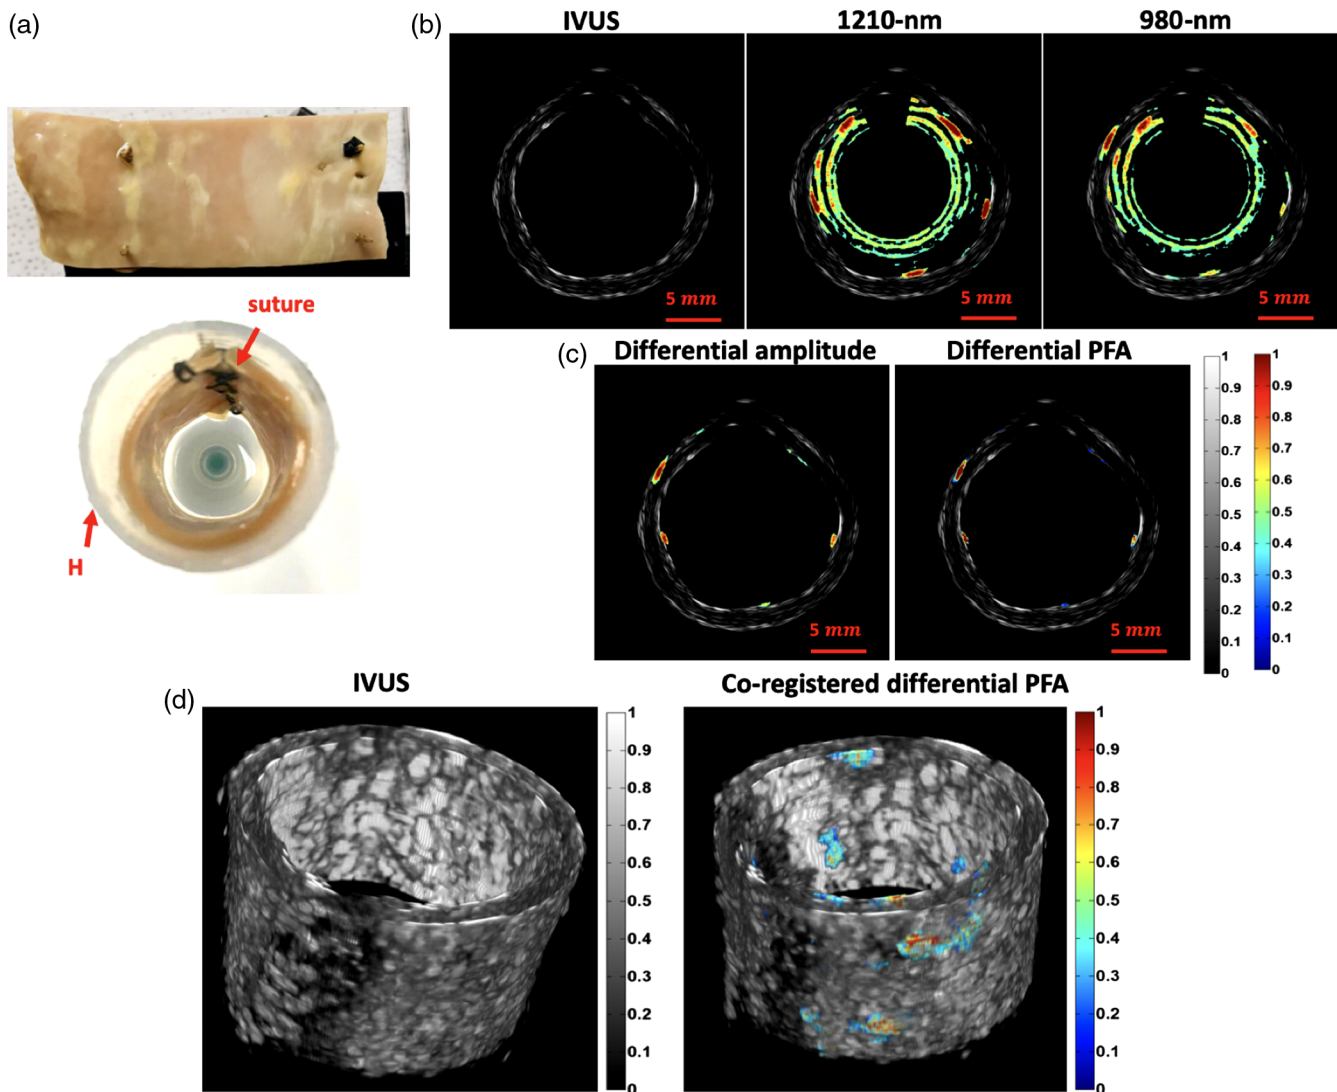 (a)
suture
H
(b)
IVUS
1210-nm
980-nm
5 mm
5 mm
5 mm
(c)
Differential amplitude
Differential PFA
5 mm
5 mm
1
0.9
0.8
0.7
0.6
0.5
0.4
0.3
0.2
0.1
0
1
0.9
0.8
0.7
0.6
0.5
0.4
0.3
0.2
0.1
0
(d)
IVUS
Co-registered differential PFA
1
0.9
0.8
0.7
0.6
0.5
0.4
0.3
0.2
0.1
0
1
0.9
0.8
0.7
0.6
0.5
0.4
0.3
0.2
0.1
0